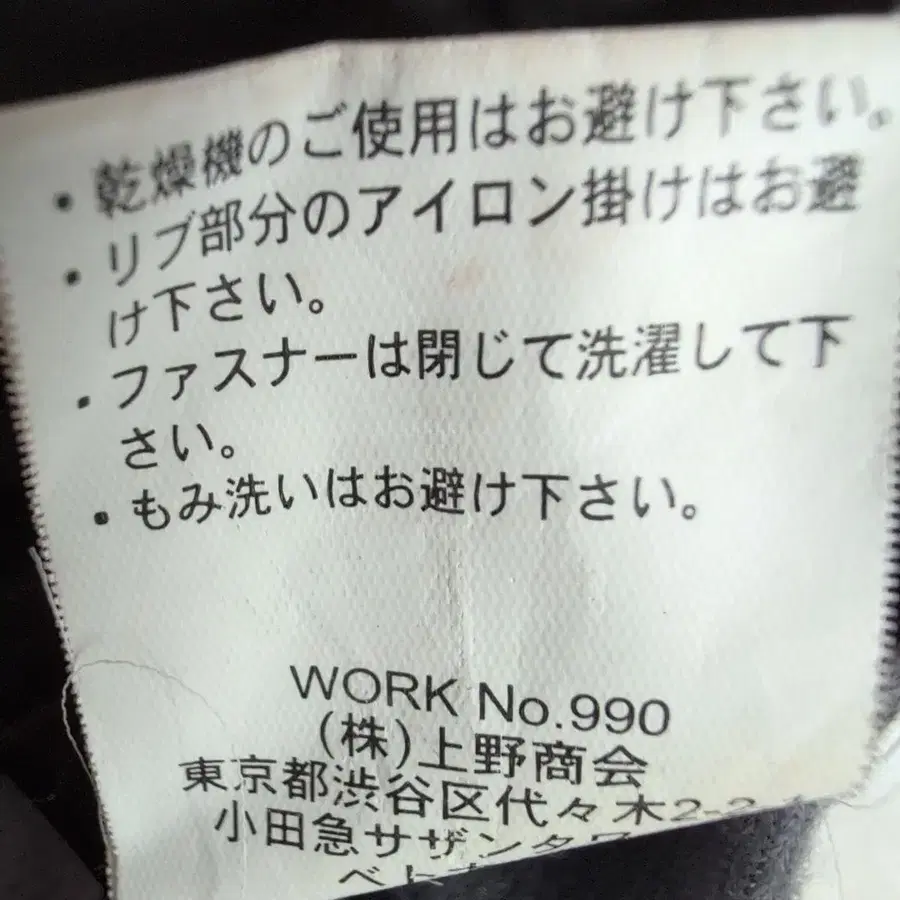 ・乾燥機のご使用はお避け下さい。
・リブ部分のアイロン掛けはお避
け下さい。
・ファスナーは閉じて洗濯して下
さい。
・もみ洗いはお避け下さい。
WORK No.990
(株)上野商会
東京都渋谷区代々木2-2-1
小田急サザンタワ
ベト